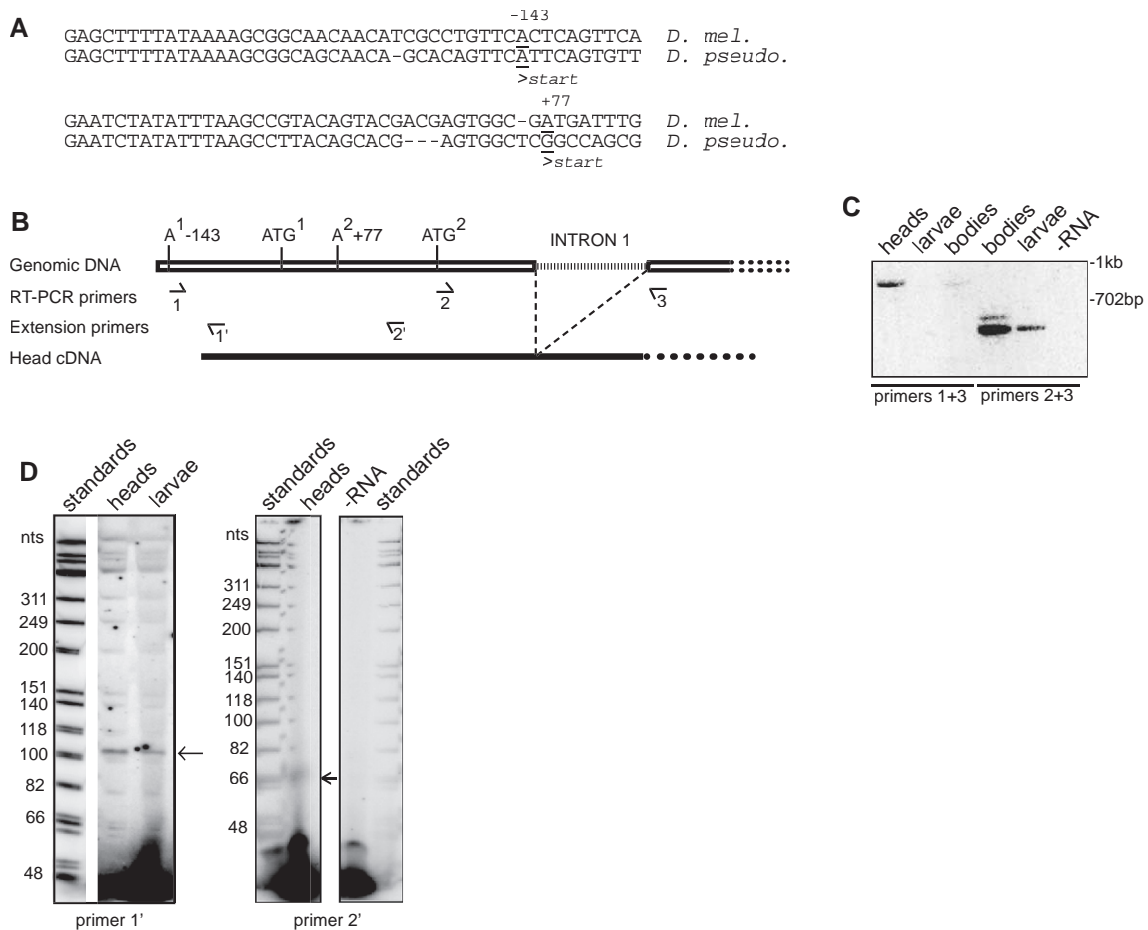 A
-143
GAGCTTTTATAAAAGCGGCAACAACATCGCCTGTTCACTCAGTTCA D. mel.
GAGCTTTTATAAAAGCGGCAGCAACA-GCACAGTTCATTCAGTGTT D. pseudo.
>start
+77
GAATCTATATTTAAGCCGTACAGTACGACGAGTGGC-GATGATTTG D. mel.
GAATCTATATTTAAGCCTTACAGCACG---AGTGGCTCGGCCAGCG D. pseudo.
>start
B
A1-143 ATG1 A2+77 ATG2 INTRON 1
Genomic DNA
RT-PCR primers 1 2 3
Extension primers 1' 2'
Head cDNA
C
heads larvae bodies bodies larvae -RNA
-1kb
-702bp
primers 1+3 primers 2+3
D
standards heads larvae
nts
311
249
200
151
140
118
100
82
66
48
primer 1'
standards heads -RNA standards
nts
311
249
200
151
140
118
100
82
66
48
primer 2'